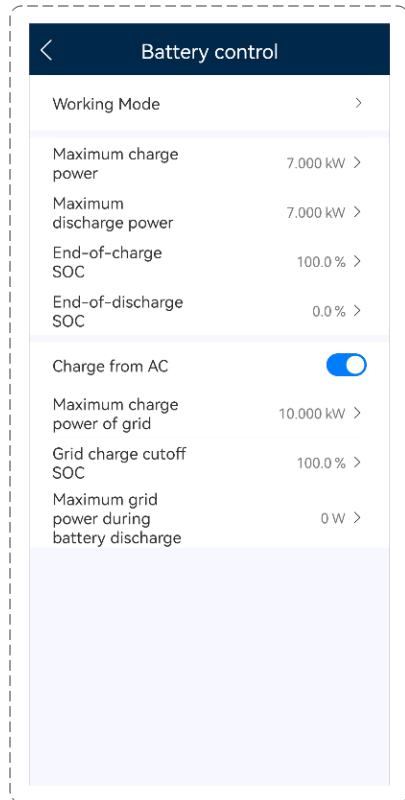 Battery control
Working Mode
Maximum charge
power
7.000 kW
Maximum
discharge power
7.000 kW
End-of-charge
SOC
100.0 %
End-of-discharge
SOC
0.0 %
Charge from AC
Maximum charge
power of grid
10.000 kW
Grid charge cutoff
SOC
100.0 %
Maximum grid
power during
battery discharge
0 W